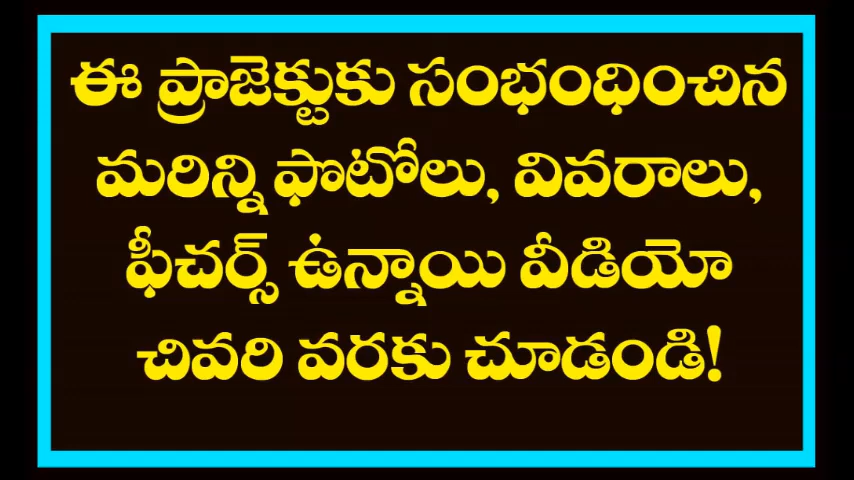 ఈ ప్రాజెక్టుకు సంభంధించిన
మరిన్ని ఫొటోలు, వివరాలు,
ఫీచర్స్ ఉన్నాయి వీడియో
చివరి వరకు చూడండి!